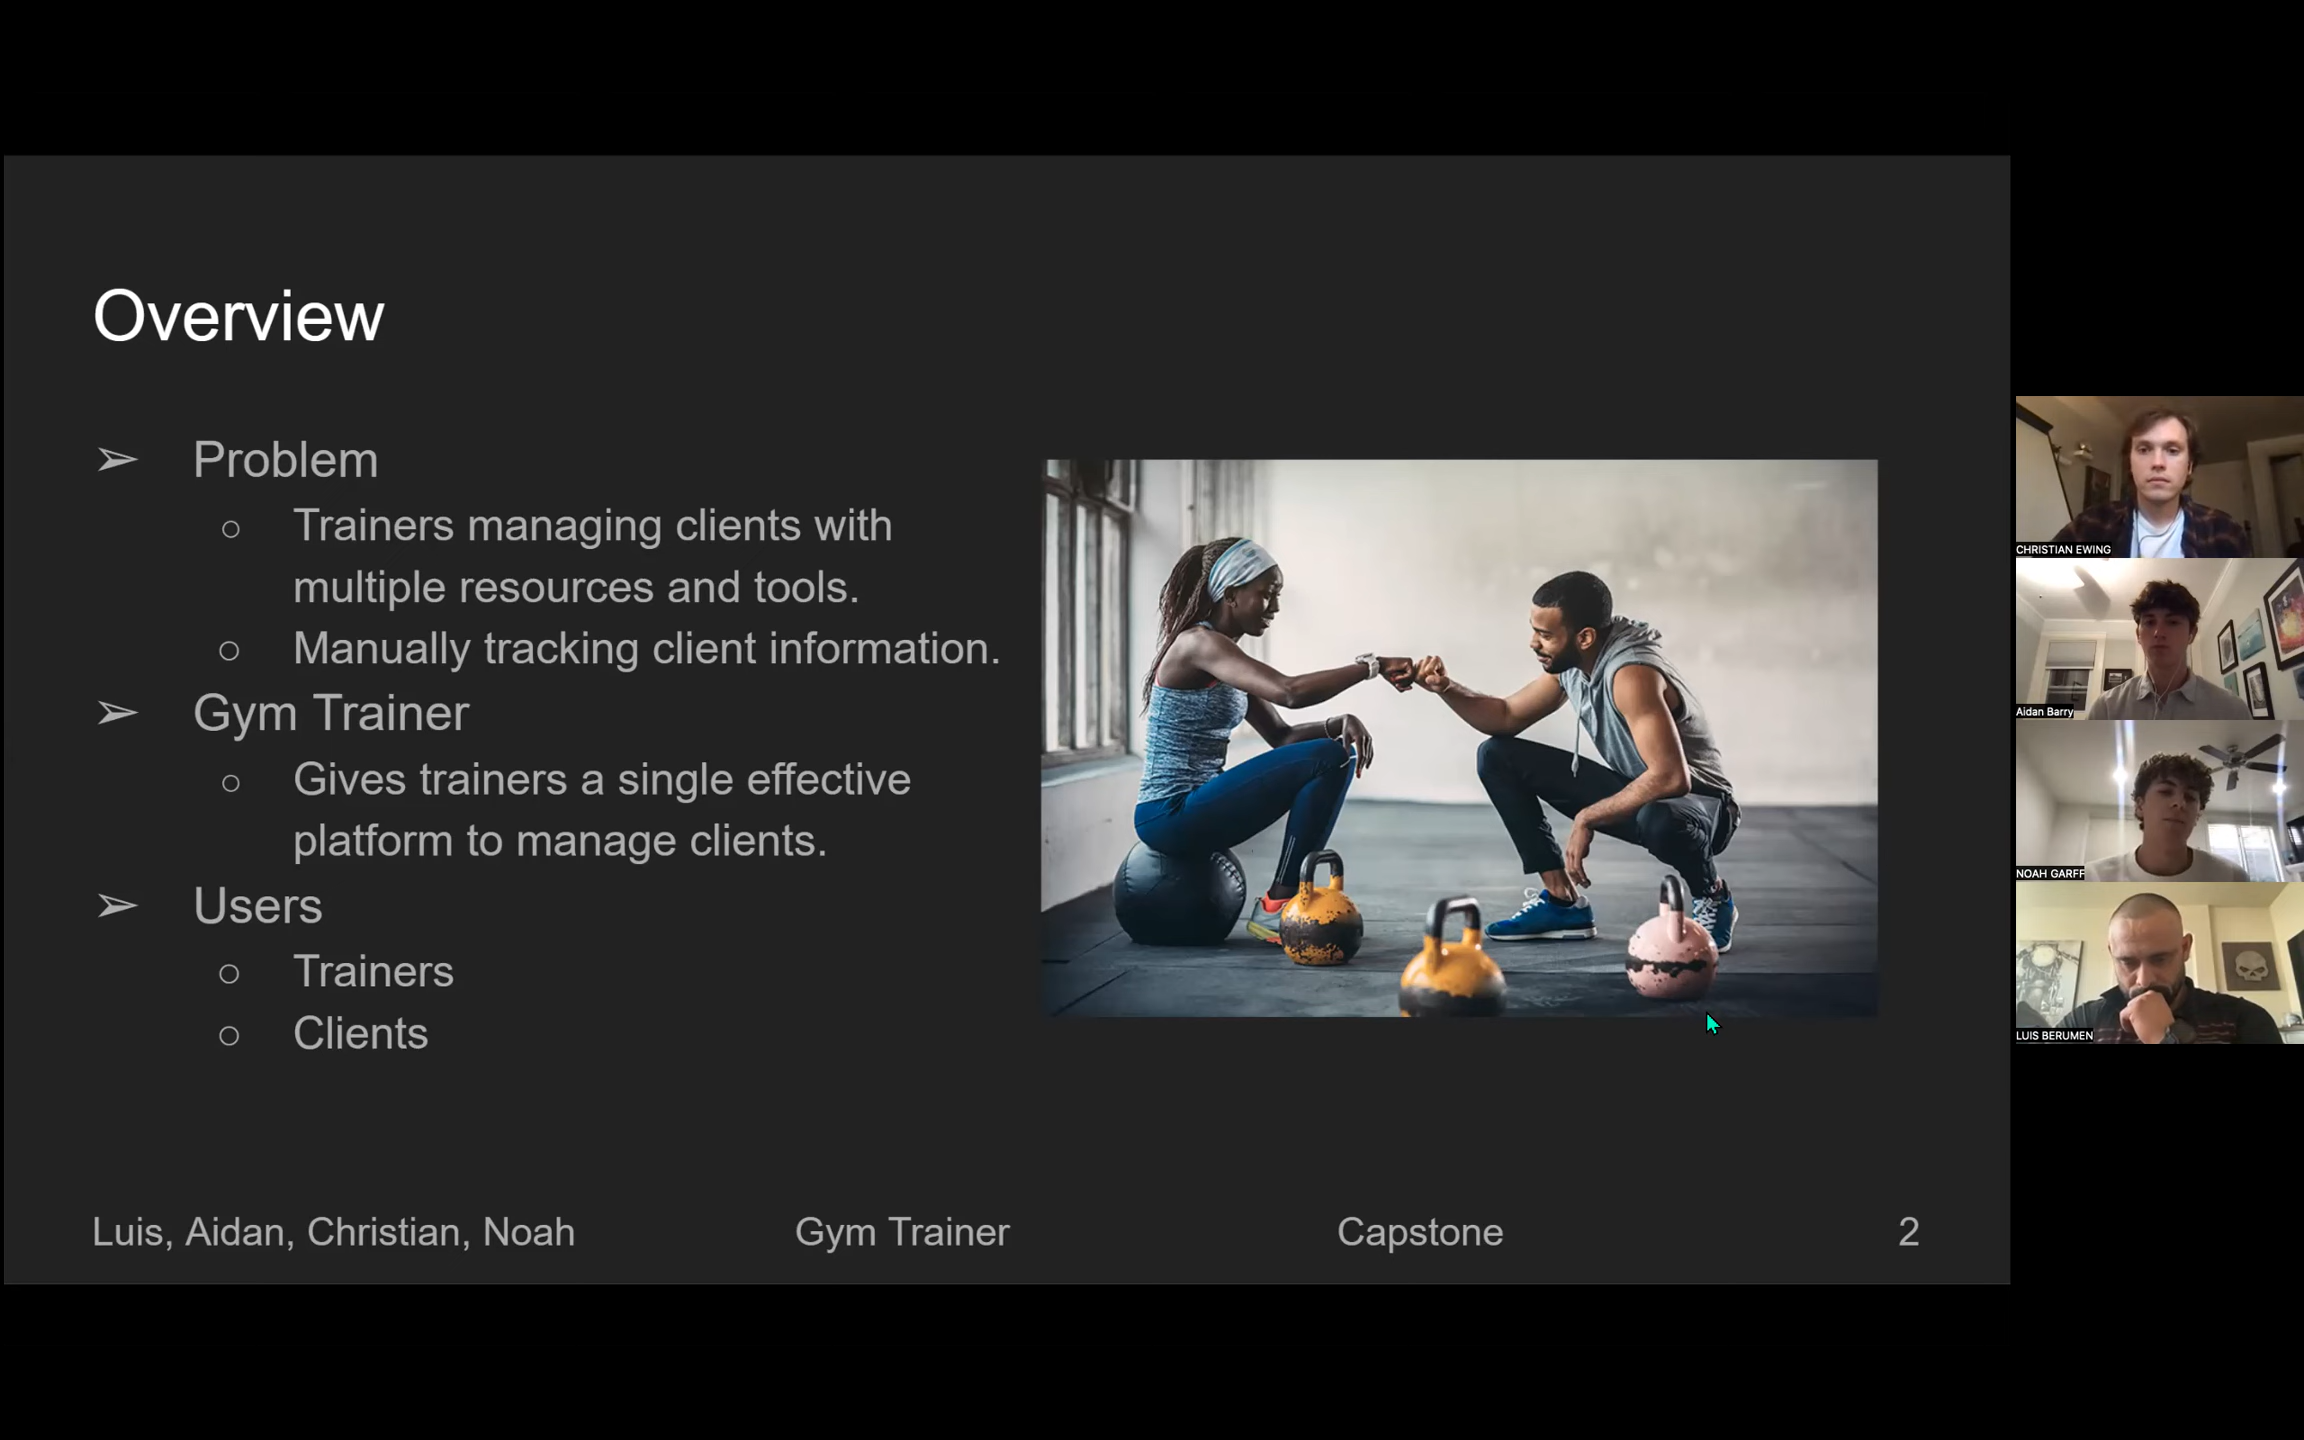 Overview
➢ Problem
○ Trainers managing clients with
multiple resources and tools.
○ Manually tracking client information.
➢ Gym Trainer
○ Gives trainers a single effective
platform to manage clients.
➢ Users
○ Trainers
○ Clients
Luis, Aidan, Christian, Noah
Gym Trainer
Capstone
2
CHRISTIAN EWING
Aidan Barry
NOAH GARFF
LUIS BERUMEN